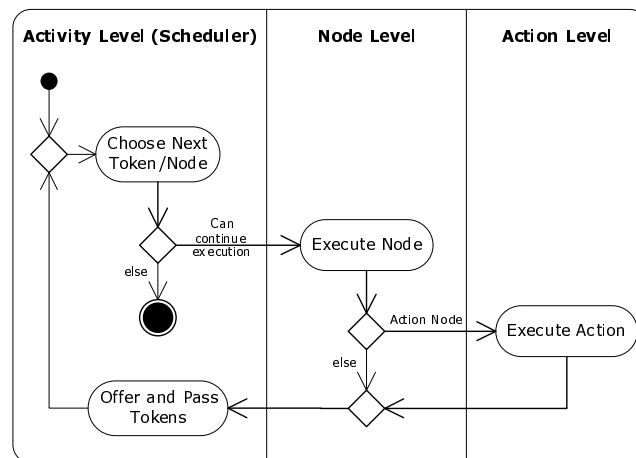 Activity Level (Scheduler)
Node Level
Action Level
Choose Next
Token/Node
Can
continue
execution
Execute Node
else
Action Node
Execute Action
else
Offer and Pass
Tokens